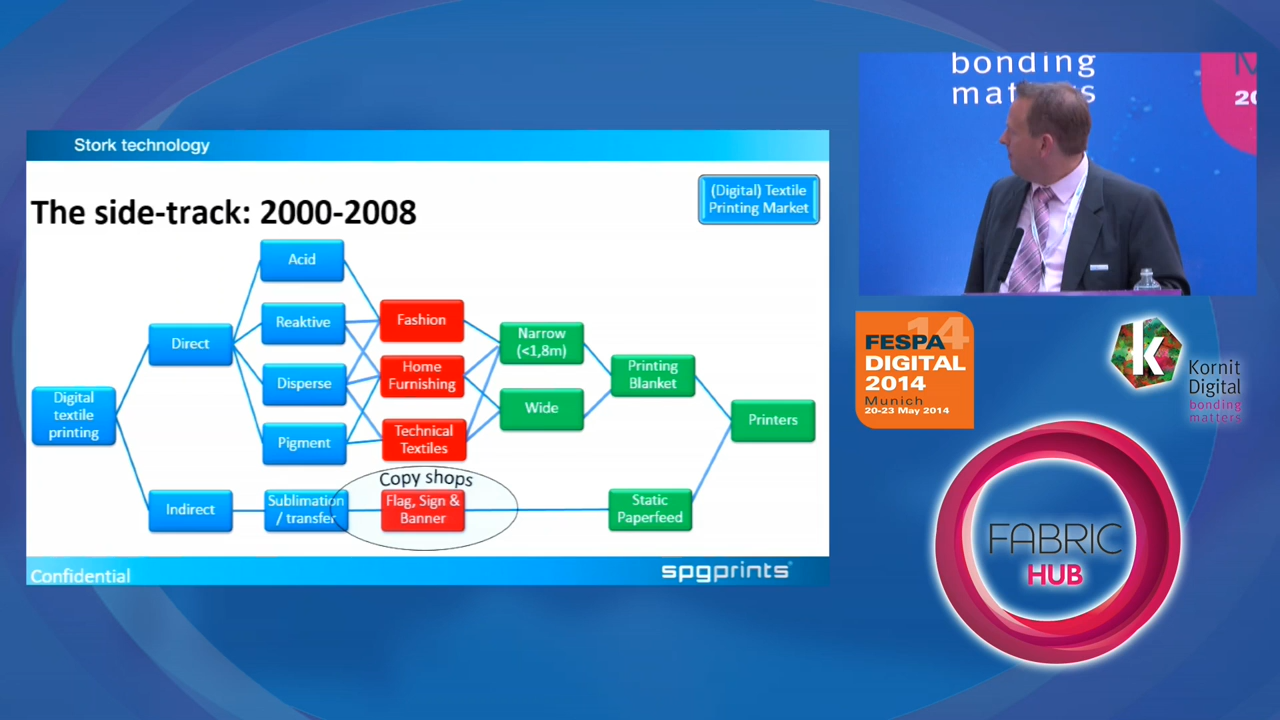 Stork technology
The side-track: 2000-2008
(Digital) Textile
Printing Market
Acid
Reaktive
Disperse
Pigment
Direct
Indirect
Digital
textile
printing
Sublimation
/ transfer
Fashion
Home
Furnishing
Technical
Textiles
Copy shops
Flag, Sign &
Banner
Narrow
(<1,8m)
Wide
Printing
Blanket
Static
Paperfeed
Printers
Confidential
spgprints®
bonding
matters
20
14
FESPA
DIGITAL
2014
Munich
20-23 May 2014
k
Kornit
Digital
bonding
matters
FABRIC
HUB